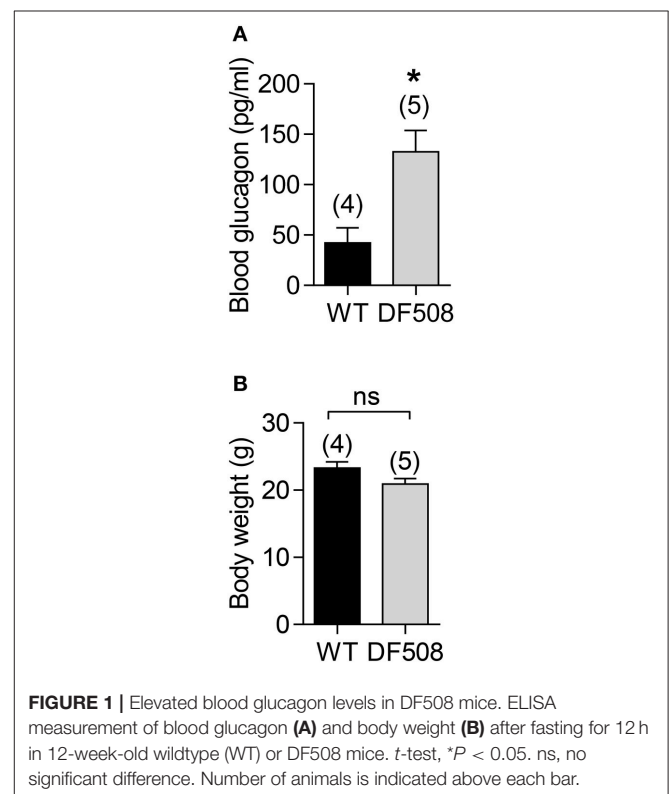 A
Blood glucagon (pg/ml)
200
150
100
50
0
*
(5)
(4)
WT DF508
B
Body weight (g)
ns
30
20
10
0
(4)
(5)
WT DF508
FIGURE 1 | Elevated blood glucagon levels in DF508 mice. ELISA
measurement of blood glucagon (A) and body weight (B) after fasting for 12 h
in 12-week-old wildtype (WT) or DF508 mice. t-test, *P < 0.05. ns, no
significant difference. Number of animals is indicated above each bar.